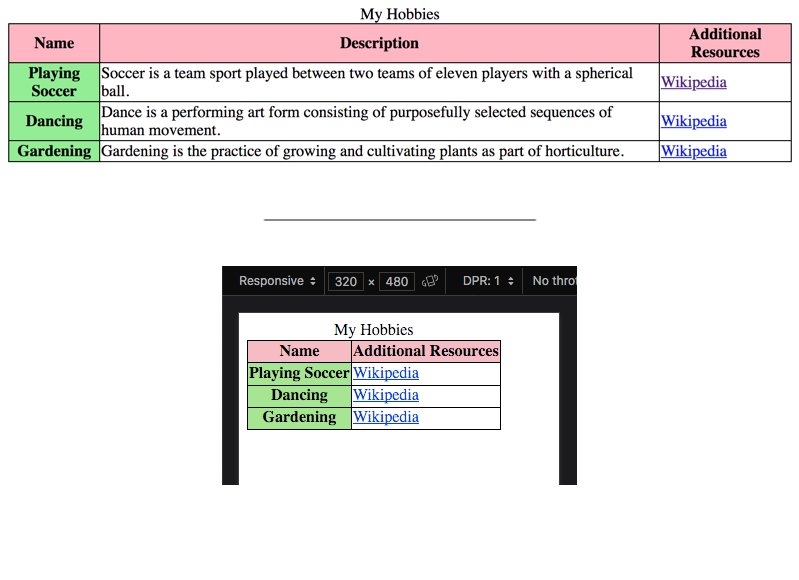 My Hobbies
Name Description Additional
Resources
Playing
Soccer
Soccer is a team sport played between two teams of eleven players with a spherical
ball.
Wikipedia
Dancing
Dance is a performing art form consisting of purposefully selected sequences of
human movement.
Wikipedia
Gardening Gardening is the practice of growing and cultivating plants as part of horticulture. Wikipedia
Responsive 320 × 480 DPR: 1 No throt
My Hobbies
Name Additional Resources
Playing Soccer Wikipedia
Dancing Wikipedia
Gardening Wikipedia